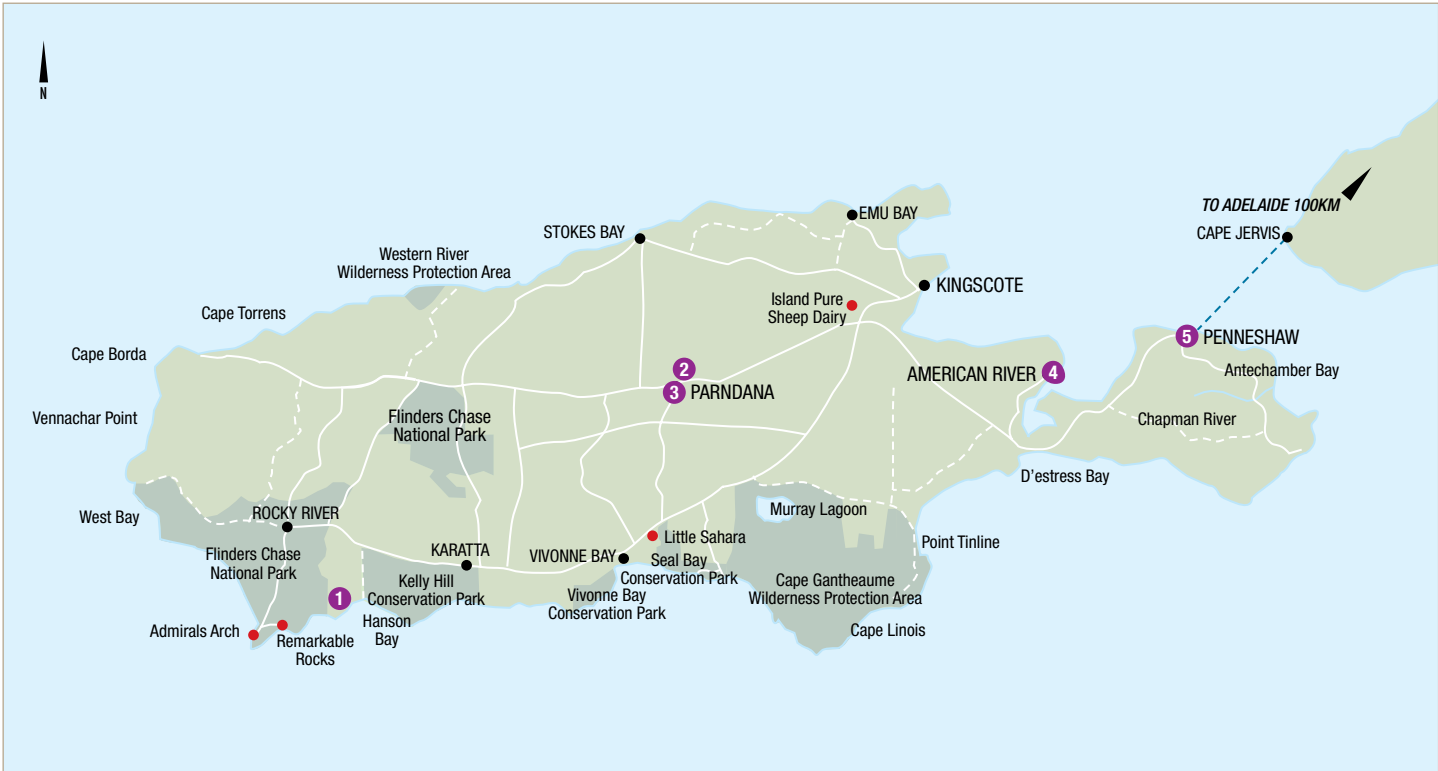 N
EMU BAY
TO ADELAIDE 100KM
STOKES BAY
CAPE JERVIS
Western River
Wilderness Protection Area
KINGSCOTE
Island Pure
Sheep Dairy
Cape Torrens
5 PENNESHAW
Cape Borda
2
AMERICAN RIVER 4
Antechamber Bay
3 PARNDANA
Vennachar Point
Flinders Chase
National Park
Chapman River
D'estress Bay
West Bay
ROCKY RIVER
Murray Lagoon
Little Sahara
Point Tinline
Flinders Chase
National Park
KARATTA
VIVONNE BAY
Seal Bay
Conservation Park
Kelly Hill
Conservation Park
Cape Gantheaume
Wilderness Protection Area
Vivonne Bay
Conservation Park
1
Hanson
Bay
Admirals Arch
Cape Linois
Remarkable
Rocks